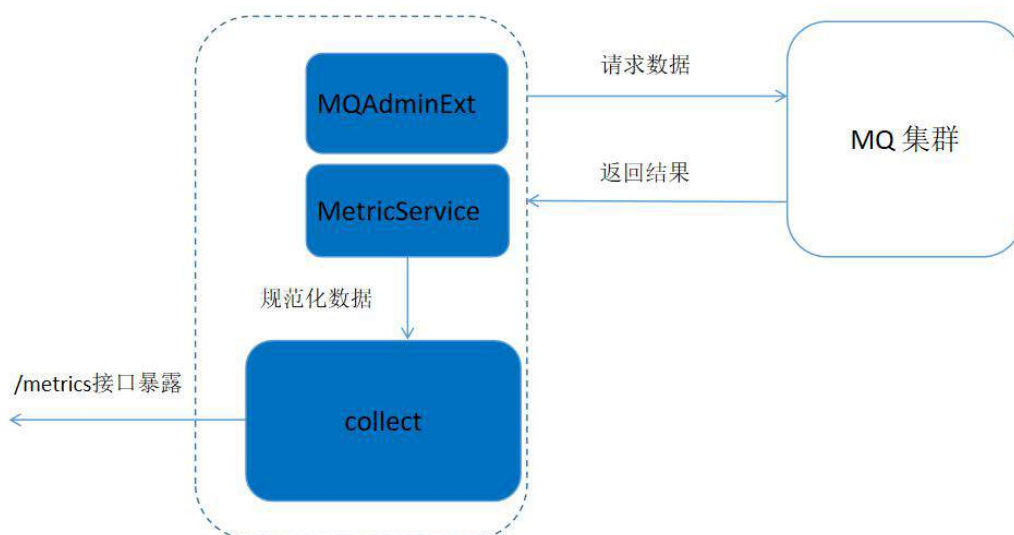 MQAdminExt
请求数据
MQ 集群
返回结果
MetricService
规范化数据
/metrics接口暴露
collect